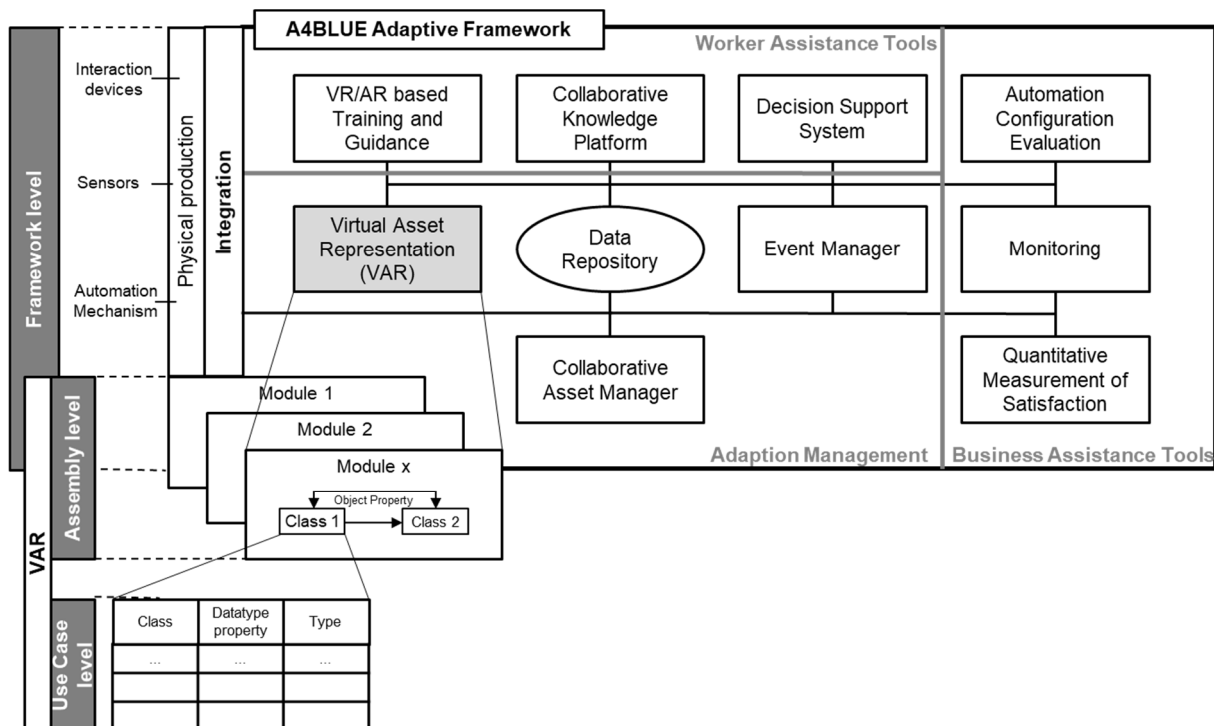 A4BLUE Adaptive Framework
Worker Assistance Tools
Framework level
Interaction
devices
Sensors
Automation
Mechanism
Physical production
Integration
VR/AR based
Training and
Guidance
Collaborative
Knowledge
Platform
Decision Support
System
Automation
Configuration
Evaluation
Virtual Asset
Representation
(VAR)
Data
Repository
Event Manager
Monitoring
Collaborative
Asset Manager
Quantitative
Measurement of
Satisfaction
Adaption Management
Business Assistance Tools
VAR
Assembly level
Module 1
Module 2
Module x
Object Property
Class 1
Class 2
Use Case
level
Class
Datatype
property
Type
... ... ...